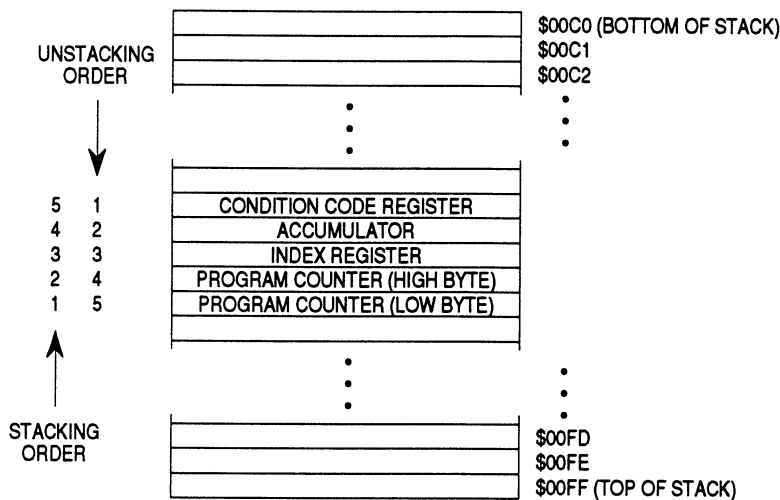 $00C0 (BOTTOM OF STACK)
UNSTACKING
ORDER
$00C1
$00C2
5 1 CONDITION CODE REGISTER
4 2 ACCUMULATOR
3 3 INDEX REGISTER
2 4 PROGRAM COUNTER (HIGH BYTE)
1 5 PROGRAM COUNTER (LOW BYTE)
STACKING
ORDER
$00FD
$00FE
$00FF (TOP OF STACK)